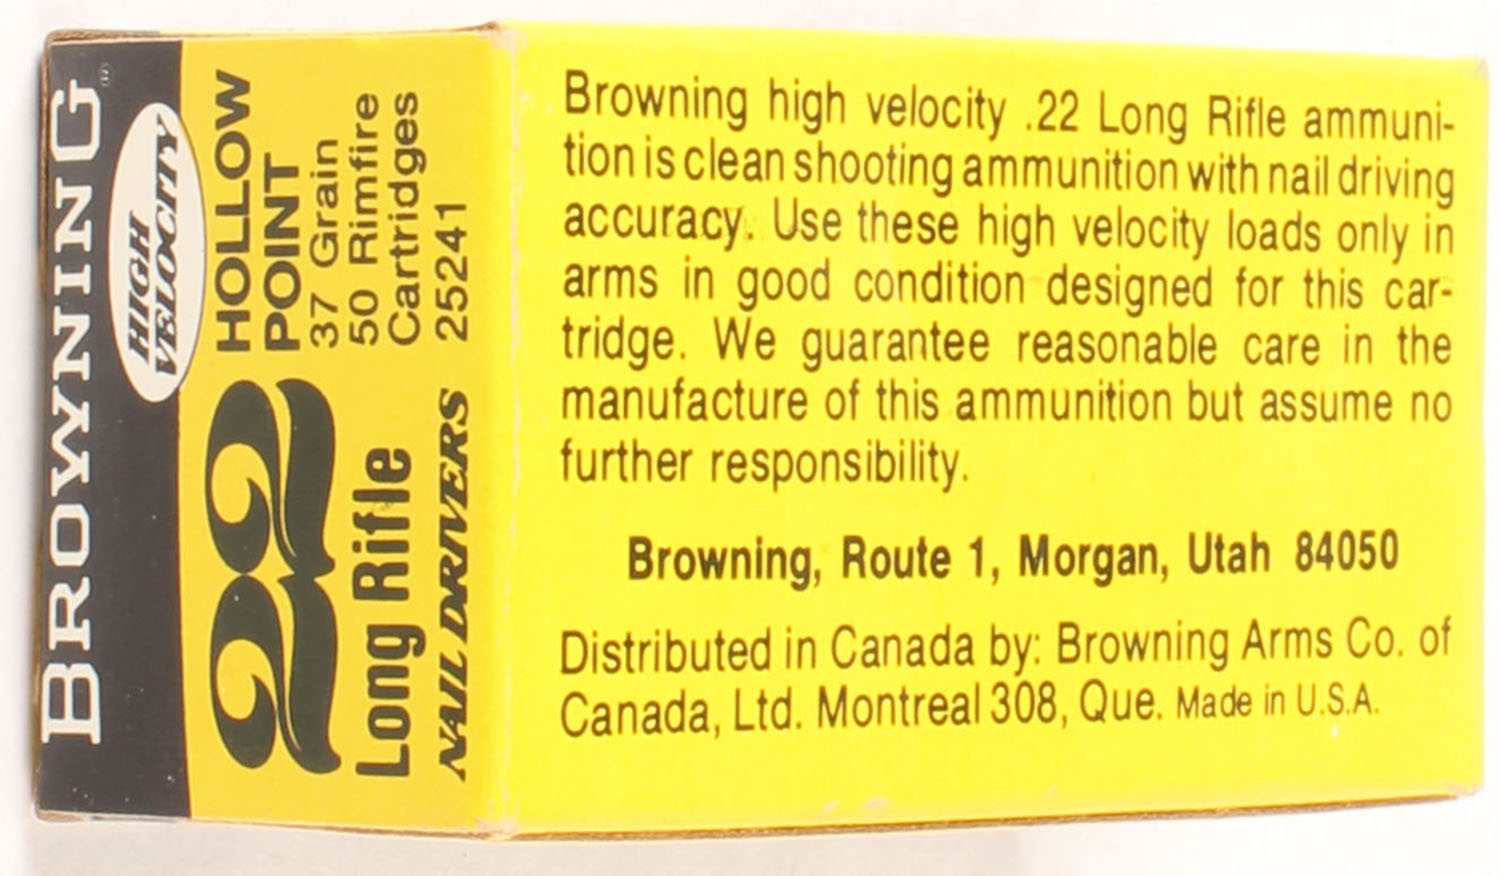 BROWNING
HIGH
VELOCITY
22
Long Rifle
NAIL DRIVERS
HOLLOW
POINT
37 Grain
50 Rimfire
Cartridges
25241
Browning high velocity .22 Long Rifle ammuni-
tion is clean shooting ammunition with nail driving
accuracy. Use these high velocity loads only in
arms in good condition designed for this car-
tridge. We guarantee reasonable care in the
manufacture of this ammunition but assume no
further responsibility.
Browning, Route 1, Morgan, Utah 84050
Distributed in Canada by: Browning Arms Co. of
Canada, Ltd. Montreal 308, Que. Made in U.S.A.